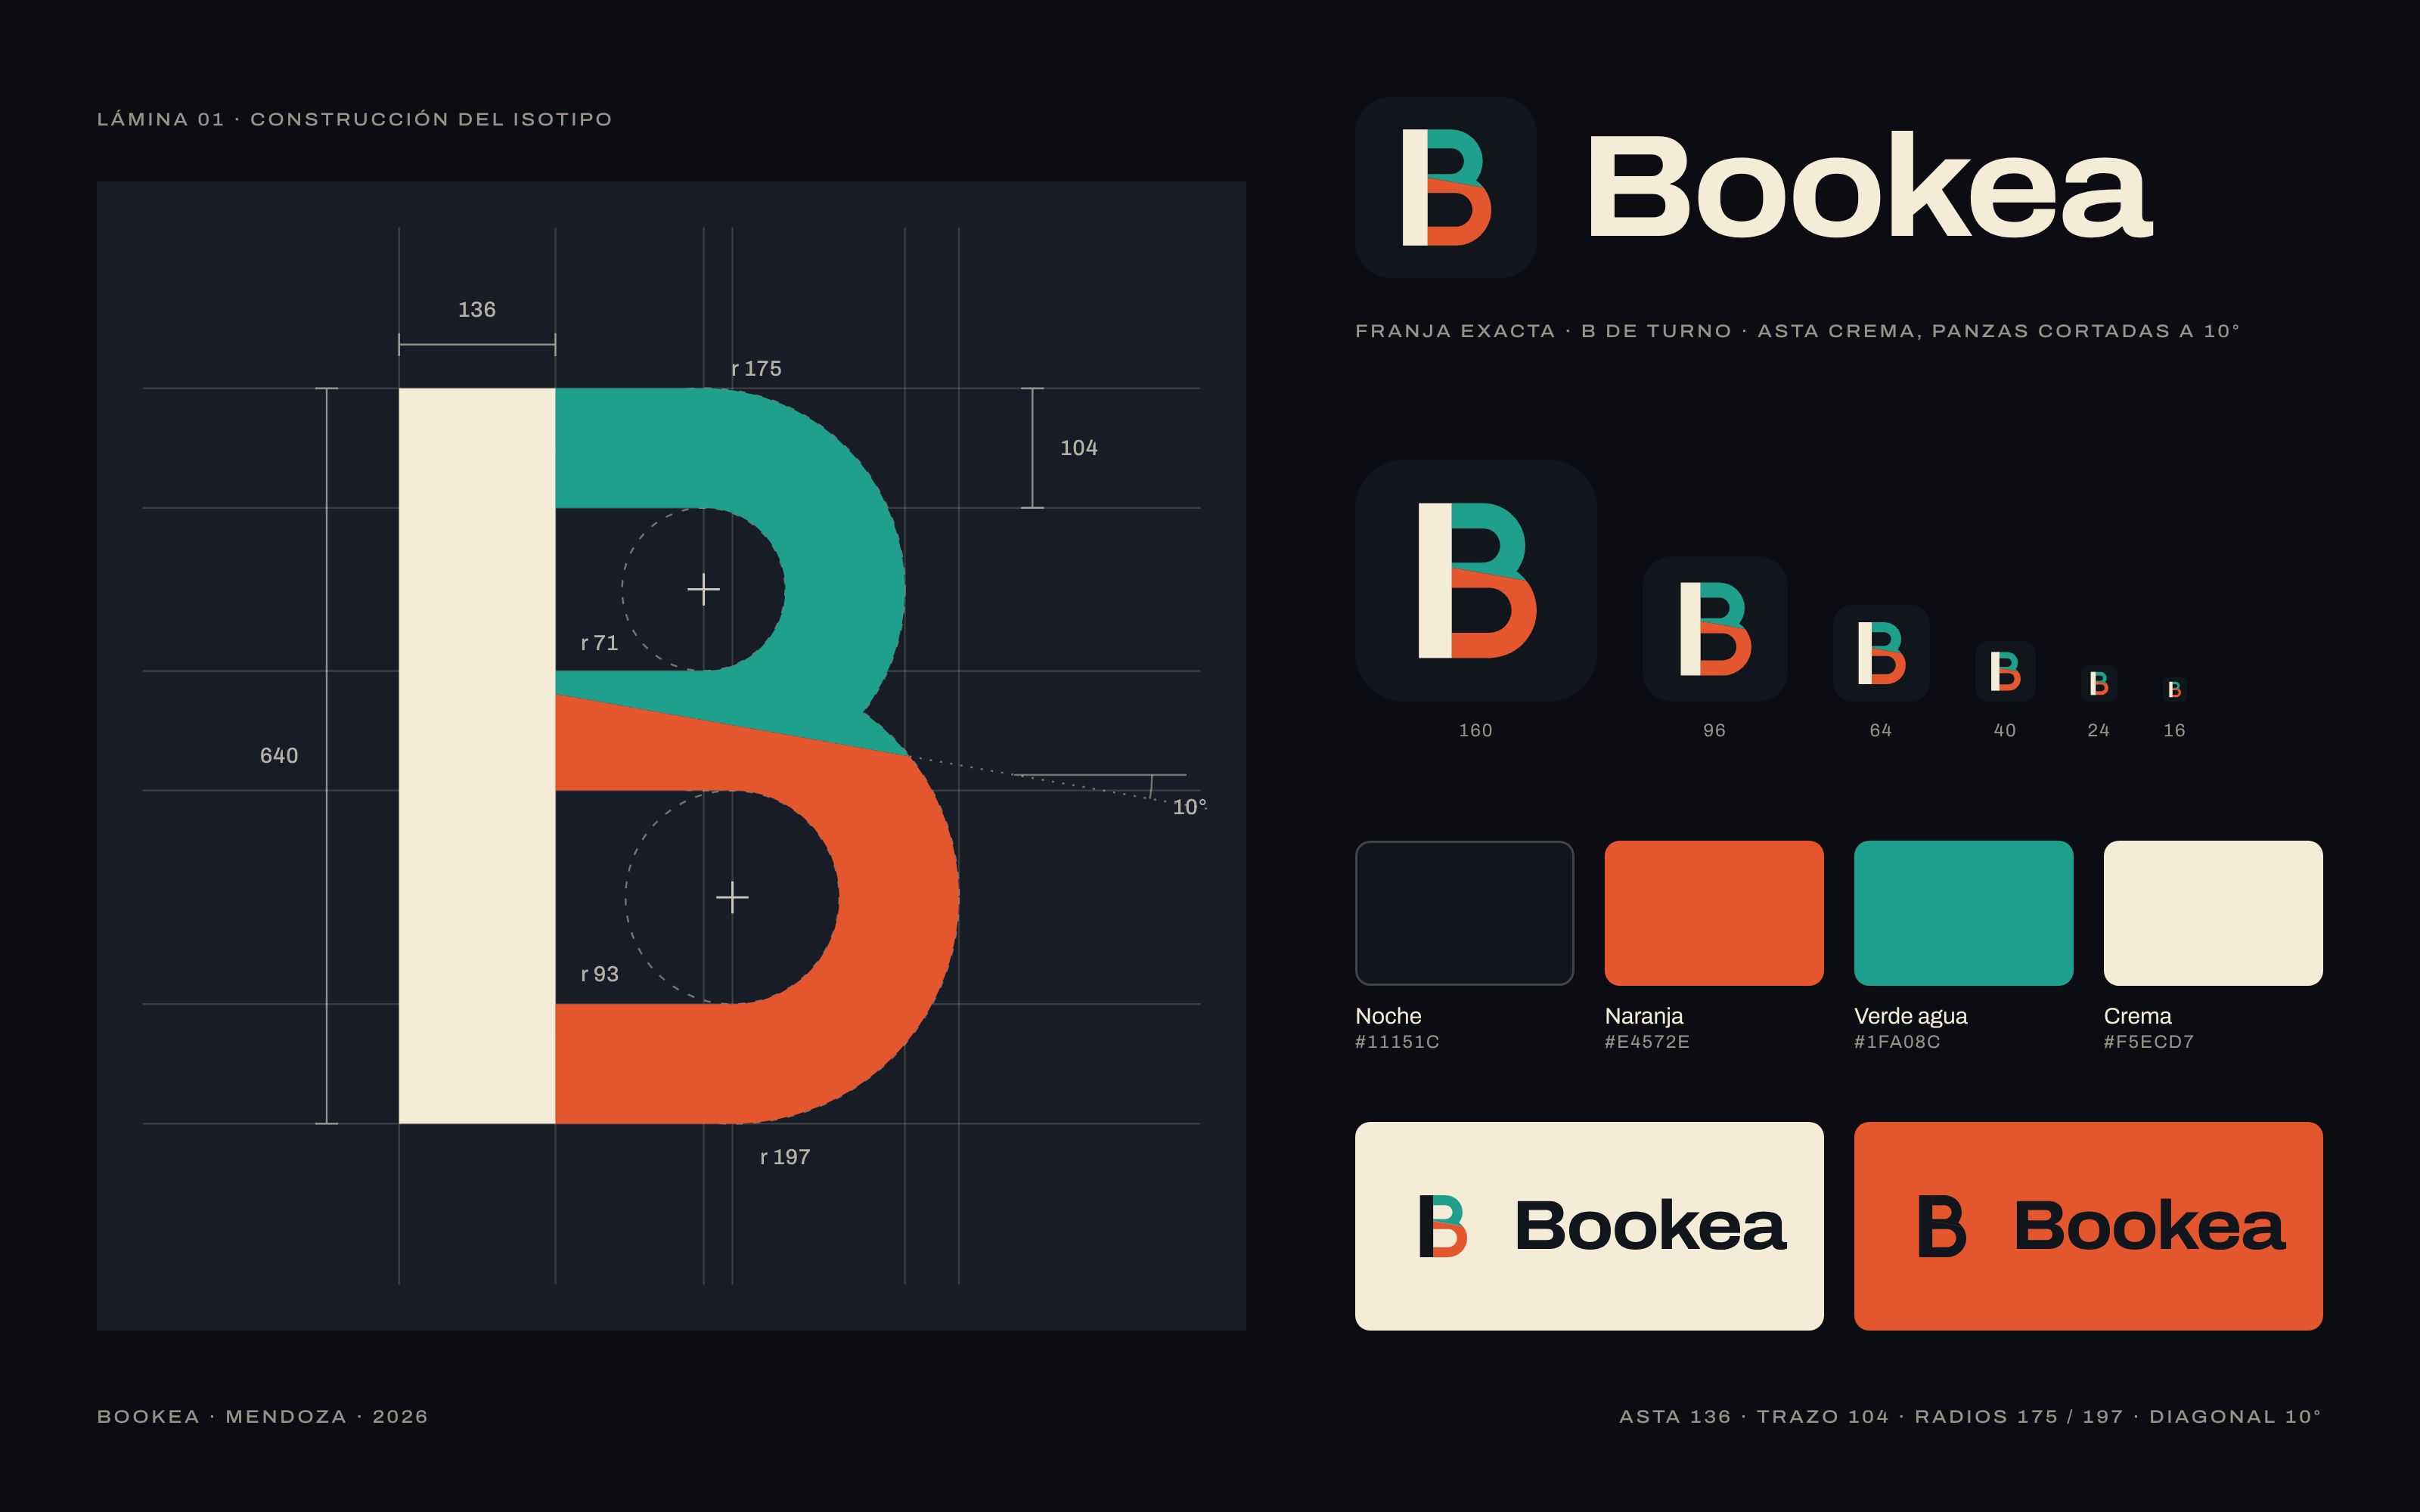 LÁMINA 01 · CONSTRUCCIÓN DEL ISOTIPO
136
r 175
104
r 71
640
10°
r 93
r 197
Bookea
FRANJA EXACTA · B DE TURNO · ASTA CREMA, PANZAS CORTADAS A 10°
160
96
64
40
24
16
Noche
#11151C
Naranja
#E4572E
Verde agua
#1FA08C
Crema
#F5ECD7
Bookea
Bookea
BOOKEA · MENDOZA · 2026
ASTA 136 · TRAZO 104 · RADIOS 175 / 197 · DIAGONAL 10°